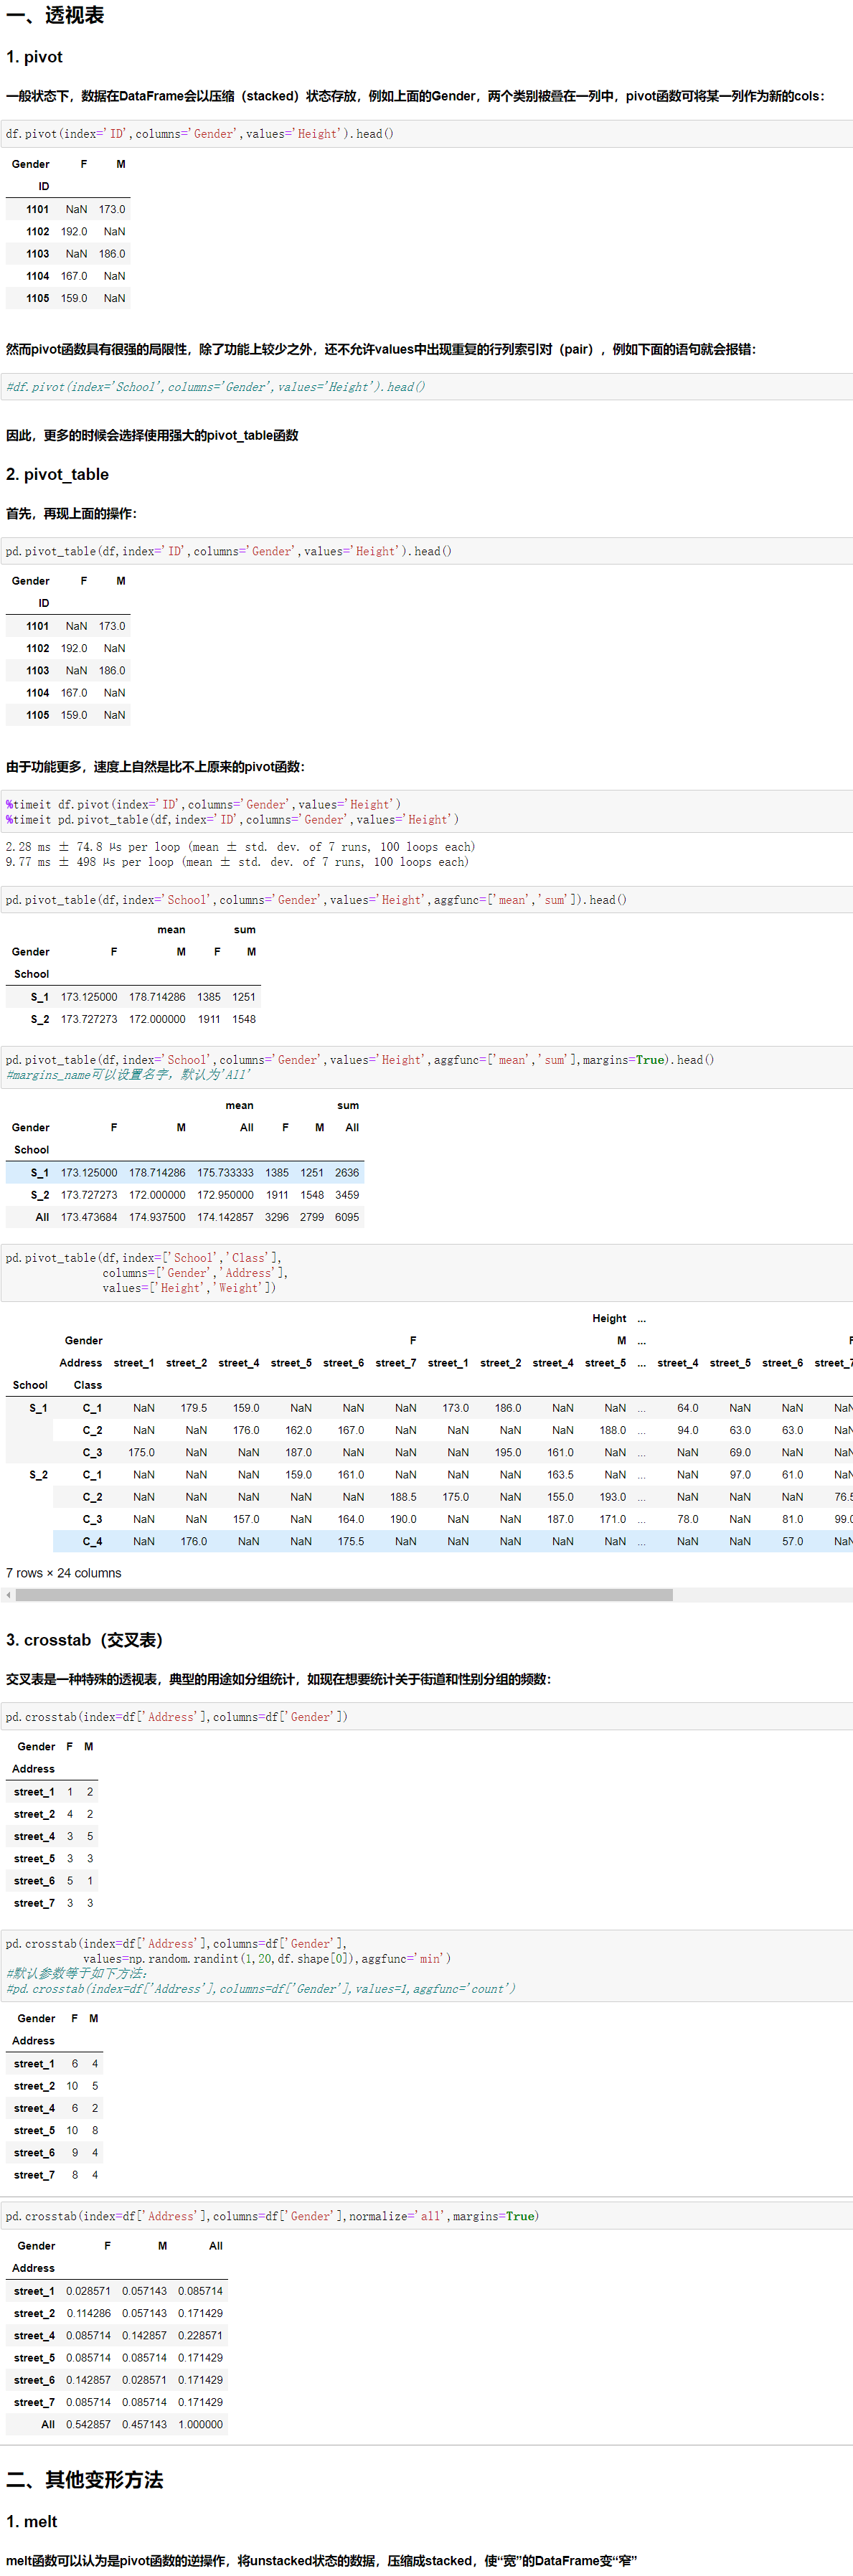 一、透视表
1. pivot
一般状态下，数据在DataFrame会以压缩（stacked）状态存放，例如上面的Gender，两个类别被叠在一列中，pivot函数可将某一列作为新的cols：
df.pivot(index='ID',columns='Gender',values='Height').head()
Gender F M
ID
1101 NaN 173.0
1102 192.0 NaN
1103 NaN 186.0
1104 167.0 NaN
1105 159.0 NaN
然而pivot函数具有很强的局限性，除了功能上较少之外，还不允许values中出现重复的行列索引对（pair），例如下面的语句就会报错：
#df.pivot(index='School',columns='Gender',values='Height').head()
因此，更多的时候会选择使用强大的pivot_table函数
2. pivot_table
首先，再现上面的操作：
pd.pivot_table(df,index='ID',columns='Gender',values='Height').head()
Gender F M
ID
1101 NaN 173.0
1102 192.0 NaN
1103 NaN 186.0
1104 167.0 NaN
1105 159.0 NaN
由于功能更多，速度上自然是比不上原来的pivot函数：
%timeit df.pivot(index='ID',columns='Gender',values='Height')
%timeit pd.pivot_table(df,index='ID',columns='Gender',values='Height')
2.28 ms ± 74.8 µs per loop (mean ± std. dev. of 7 runs, 100 loops each)
9.77 ms ± 498 µs per loop (mean ± std. dev. of 7 runs, 100 loops each)
pd.pivot_table(df,index='School',columns='Gender',values='Height',aggfunc=['mean','sum']).head()
mean sum
Gender F M F M
School
S_1 173.125000 178.714286 1385 1251
S_2 173.727273 172.000000 1911 1548
pd.pivot_table(df,index='School',columns='Gender',values='Height',aggfunc=['mean','sum'],margins=True).head()
#margins_name可以设置名字，默认为'All'
mean sum
Gender F M All F M All
School
S_1 173.125000 178.714286 175.733333 1385 1251 2636
S_2 173.727273 172.000000 172.950000 1911 1548 3459
All 173.473684 174.937500 174.142857 3296 2799 6095
pd.pivot_table(df,index=['School','Class'],
columns=['Gender','Address'],
values=['Height','Weight'])
Height ...
Gender F M ... F
Address street_1 street_2 street_4 street_5 street_6 street_7 street_1 street_2 street_4 street_5 ... street_4 street_5 street_6 street_7
School Class
S_1 C_1 NaN 179.5 159.0 NaN NaN NaN 173.0 186.0 NaN NaN ... 64.0 NaN NaN NaN
C_2 NaN NaN 176.0 162.0 167.0 NaN NaN NaN NaN 188.0 ... 94.0 63.0 63.0 NaN
C_3 175.0 NaN NaN 187.0 NaN NaN NaN 195.0 161.0 NaN ... NaN 69.0 NaN NaN
S_2 C_1 NaN NaN NaN 159.0 161.0 NaN NaN NaN 163.5 NaN ... NaN 97.0 61.0 NaN
C_2 NaN NaN NaN NaN NaN 188.5 175.0 NaN 155.0 193.0 ... NaN NaN NaN 76.5
C_3 NaN NaN 157.0 NaN 164.0 190.0 NaN NaN 187.0 171.0 ... 78.0 NaN 81.0 99.0
C_4 NaN 176.0 NaN NaN 175.5 NaN NaN NaN NaN NaN ... NaN NaN 57.0 NaN
7 rows × 24 columns
3. crosstab（交叉表）
交叉表是一种特殊的透视表，典型的用途如分组统计，如现在想要统计关于街道和性别分组的频数：
pd.crosstab(index=df['Address'],columns=df['Gender'])
Gender F M
Address
street_1 1 2
street_2 4 2
street_4 3 5
street_5 3 3
street_6 5 1
street_7 3 3
pd.crosstab(index=df['Address'],columns=df['Gender'],
values=np.random.randint(1,20,df.shape[0]),aggfunc='min')
#默认参数等于如下方法：
#pd.crosstab(index=df['Address'],columns=df['Gender'],values=1,aggfunc='count')
Gender F M
Address
street_1 6 4
street_2 10 5
street_4 6 2
street_5 10 8
street_6 9 4
street_7 8 4
pd.crosstab(index=df['Address'],columns=df['Gender'],normalize='all',margins=True)
Gender F M All
Address
street_1 0.028571 0.057143 0.085714
street_2 0.114286 0.057143 0.171429
street_4 0.085714 0.142857 0.228571
street_5 0.085714 0.085714 0.171429
street_6 0.142857 0.028571 0.171429
street_7 0.085714 0.085714 0.171429
All 0.542857 0.457143 1.000000
二、其他变形方法
1. melt
melt函数可以认为是pivot函数的逆操作，将unstacked状态的数据，压缩成stacked，使“宽”的DataFrame变“窄”